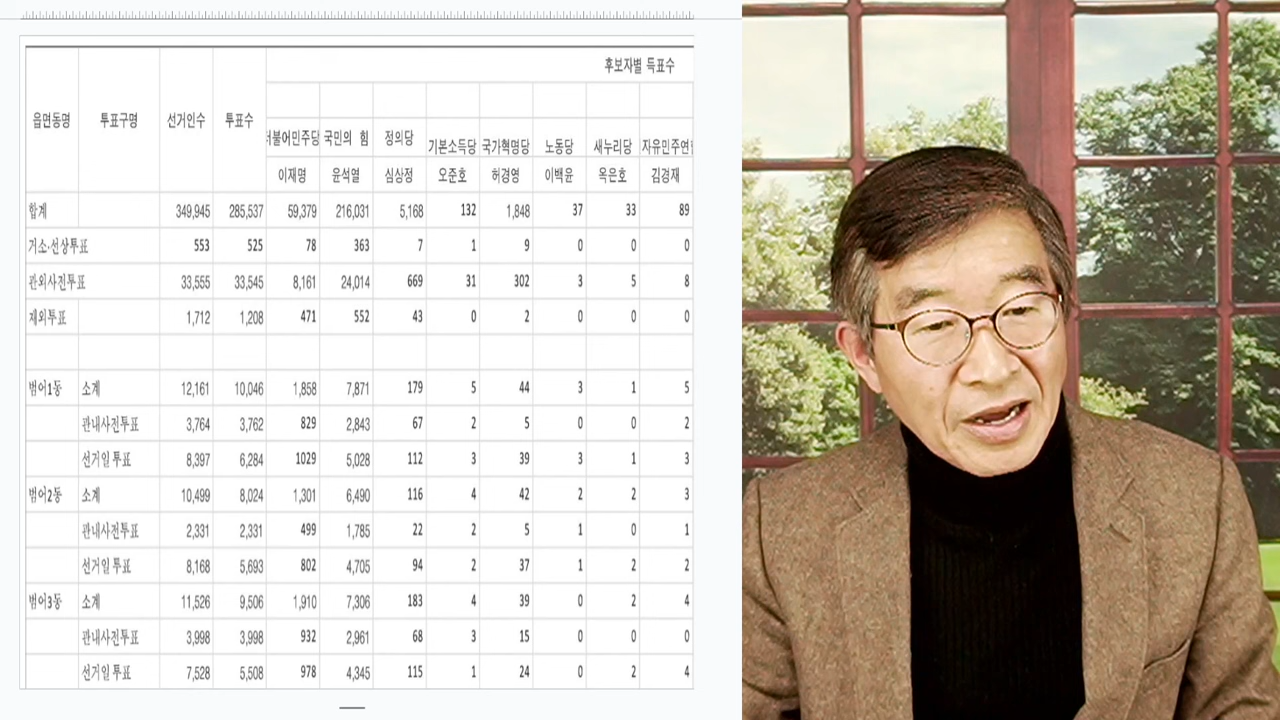 후보자별 득표수
읍면동명 투표구명 선거인수 투표수
더불어민주당 국민의 힘 정의당 기본소득당 국가혁명당 노동당 새누리당 자유민주연합
이재명 윤석열 심상정 오준호 허경영 이백윤 옥은호 김경재
합계 349,945 285,537 59,379 216,031 5,168 132 1,848 37 33 89
거소·선상투표 553 525 78 363 7 1 9 0 0 0
관외사전투표 33,555 33,545 8,161 24,014 669 31 302 3 5 8
재외투표 1,712 1,208 471 552 43 0 2 0 0 0
범어1동 소계 12,161 10,046 1,858 7,871 179 5 44 3 1 5
관내사전투표 3,764 3,762 829 2,843 67 2 5 0 0 2
선거일 투표 8,397 6,284 1029 5,028 112 3 39 3 1 3
범어2동 소계 10,499 8,024 1,301 6,490 116 4 42 2 2 3
관내사전투표 2,331 2,331 499 1,785 22 2 5 1 0 1
선거일 투표 8,168 5,693 802 4,705 94 2 37 1 2 2
범어3동 소계 11,526 9,506 1,910 7,306 183 4 39 0 2 4
관내사전투표 3,998 3,998 932 2,961 68 3 15 0 0 0
선거일 투표 7,528 5,508 978 4,345 115 1 24 0 2 4